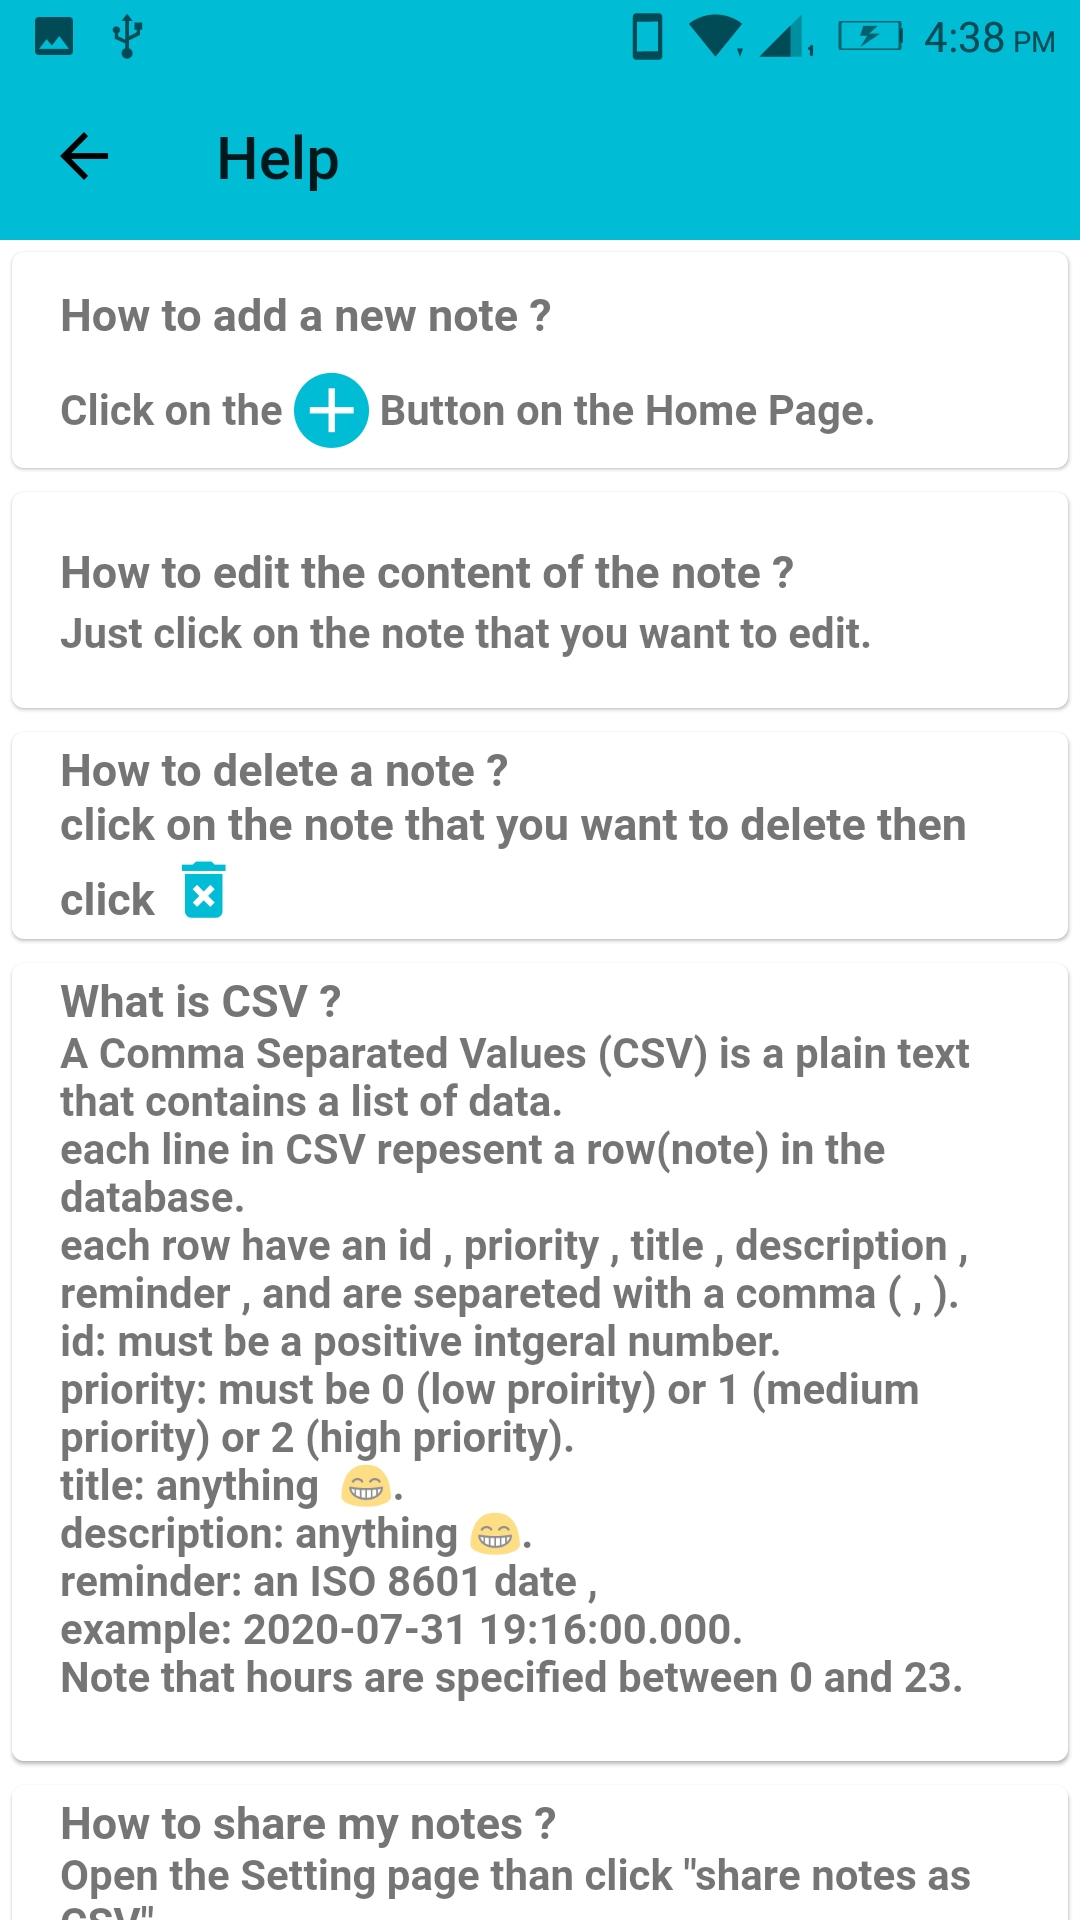 4:38 PM
Help
How to add a new note ?
Click on the Button on the Home Page.
How to edit the content of the note ?
Just click on the note that you want to edit.
How to delete a note ?
click on the note that you want to delete then
click
What is CSV ?
A Comma Separated Values (CSV) is a plain text
that contains a list of data.
each line in CSV repesent a row(note) in the
database.
each row have an id , priority , title , description ,
reminder , and are separeted with a comma ( , ).
id: must be a positive intgeral number.
priority: must be 0 (low proirity) or 1 (medium
priority) or 2 (high priority).
title: anything 😁.
description: anything 😁.
reminder: an ISO 8601 date ,
example: 2020-07-31 19:16:00.000.
Note that hours are specified between 0 and 23.
How to share my notes ?
Open the Setting page than click "share notes as
CSV"